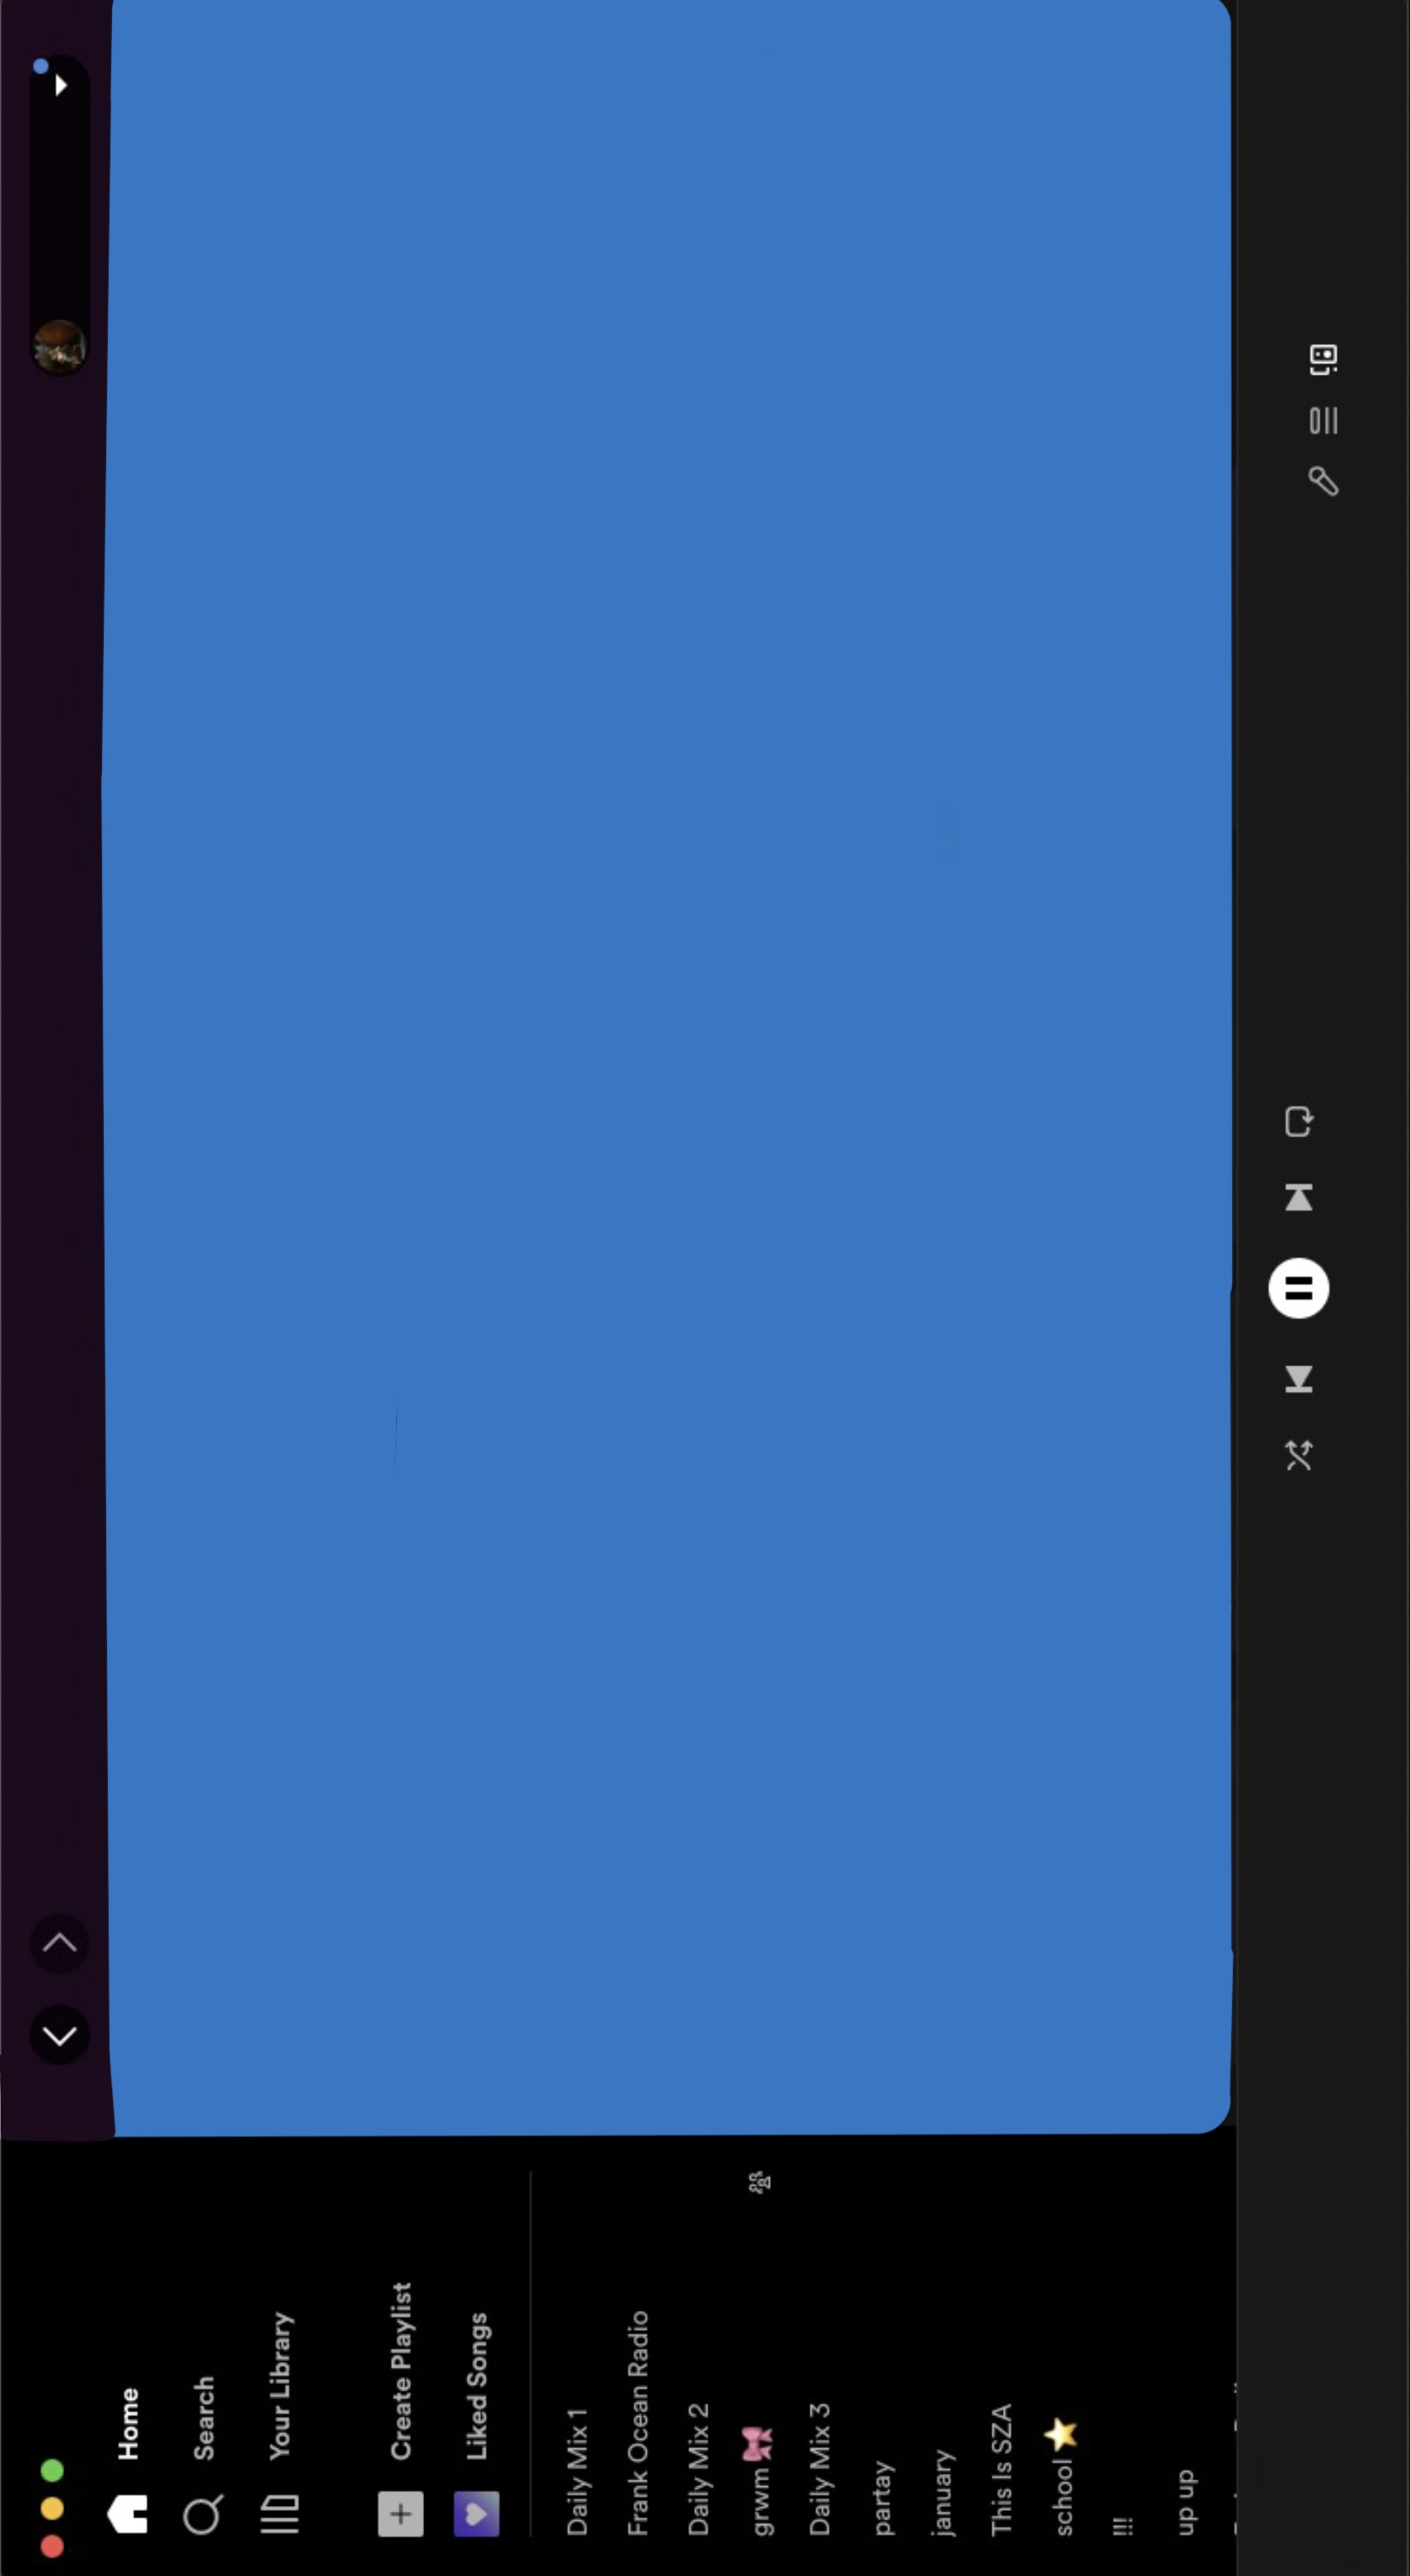 Home
Search
Your Library
Create Playlist
Liked Songs
Daily Mix 1
Frank Ocean Radio
Daily Mix 2
grwm 🎀
Daily Mix 3
partay
january
This Is SZA
school ⭐
!!!
up up